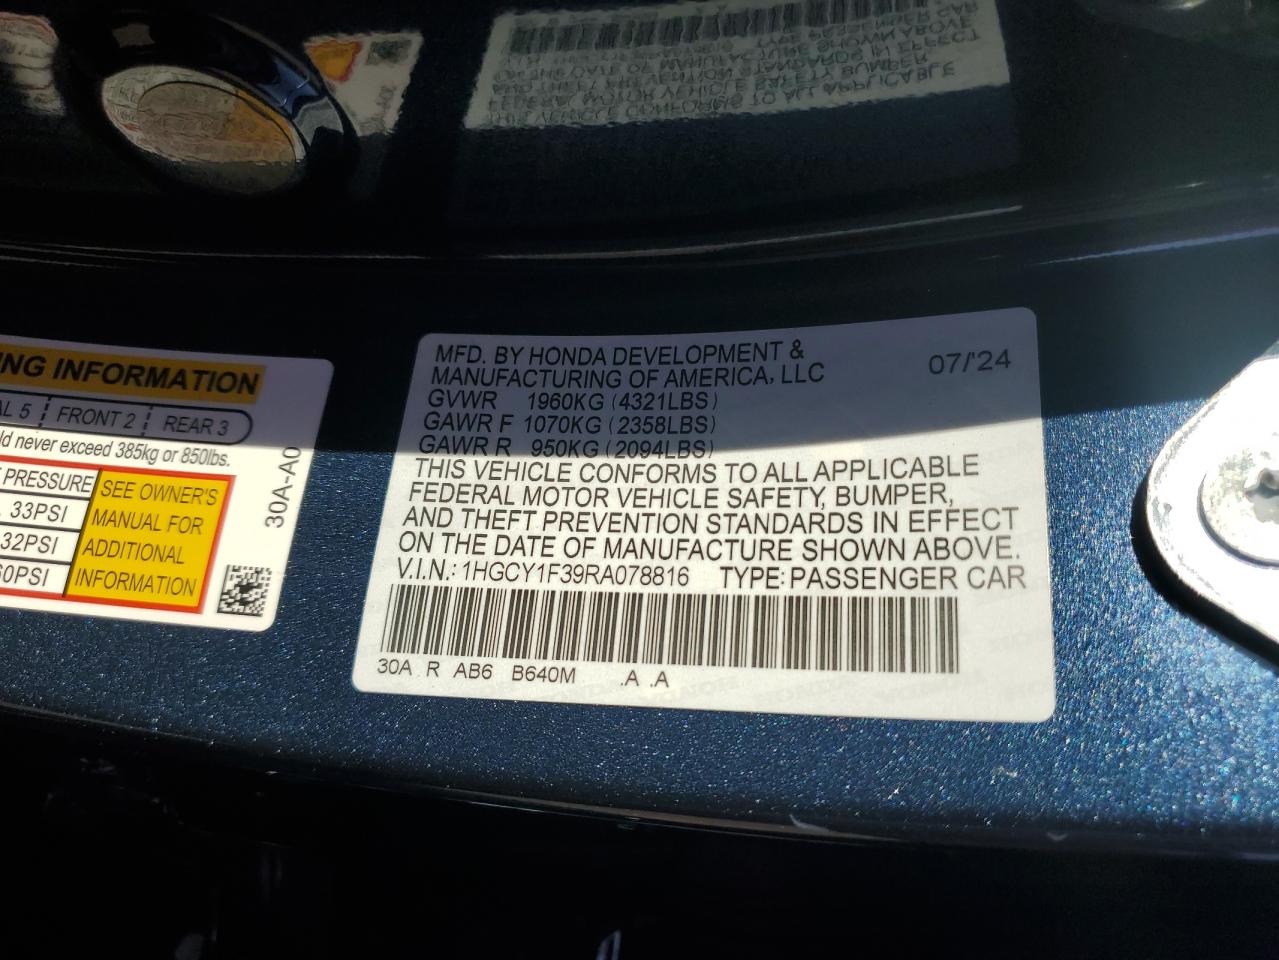 ING INFORMATION
AL 5 FRONT 2 REAR 3
ld never exceed 385kg or 850lbs.
PRESSURE
33PSI
32PSI
60PSI
SEE OWNER'S
MANUAL FOR
ADDITIONAL
INFORMATION
30A-A0
MFD. BY HONDA DEVELOPMENT &
MANUFACTURING OF AMERICA, LLC
07/'24
GVWR 1960KG (4321LBS)
GAWR F 1070KG (2358LBS)
GAWR R 950KG (2094LBS)
THIS VEHICLE CONFORMS TO ALL APPLICABLE
FEDERAL MOTOR VEHICLE SAFETY, BUMPER,
AND THEFT PREVENTION STANDARDS IN EFFECT
ON THE DATE OF MANUFACTURE SHOWN ABOVE.
V.I.N.: 1HGCY1F39RA078816 TYPE: PASSENGER CAR
30A R AB6 B640M .A .A